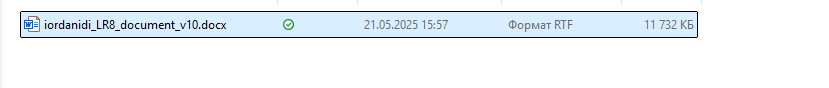 iordanidi_LR8_document_v10.docx 21.05.2025 15:57 Формат RTF 11 732 КБ